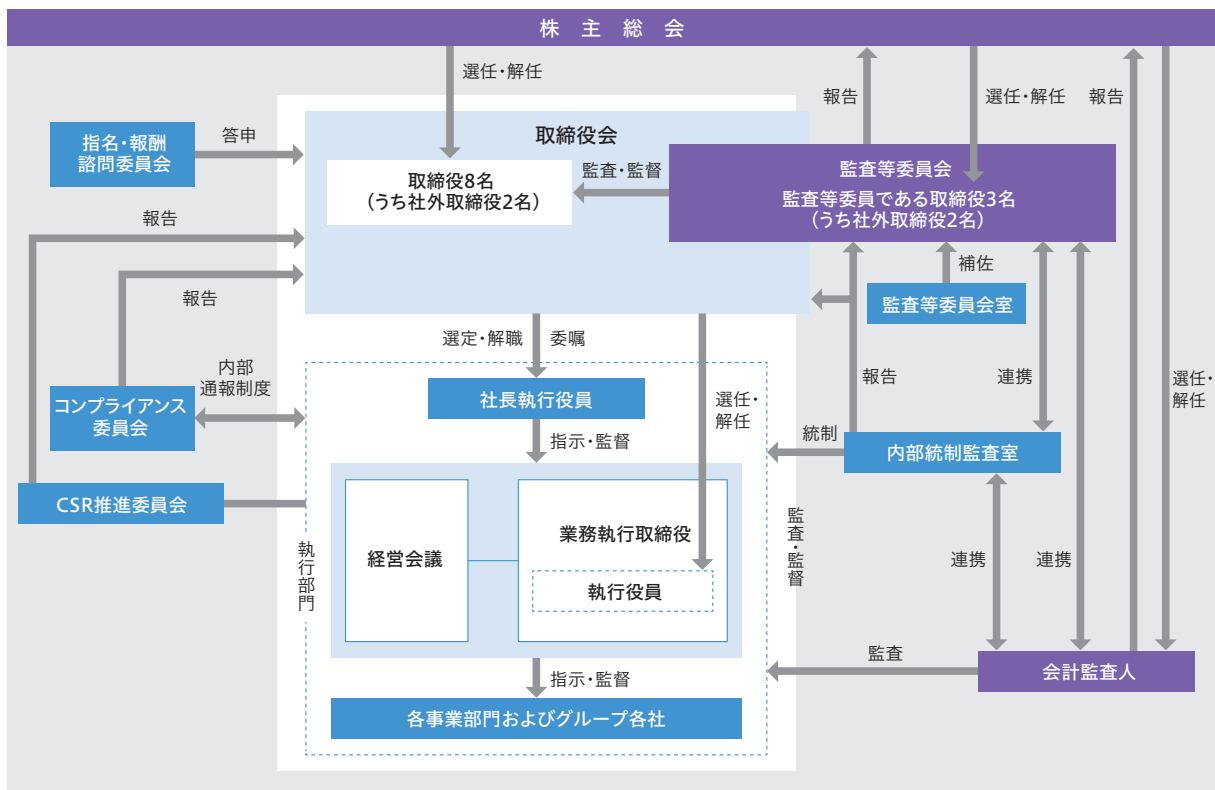 株主総会
選任・解任
報告
選任・解任
報告
選任・
解任
指名・報酬
諮問委員会
答申
取締役会
取締役8名
（うち社外取締役2名）
監査・監督
監査等委員会
監査等委員である取締役3名
（うち社外取締役2名）
報告
報告
補佐
監査等委員会室
選定・解職
委嘱
内部
通報制度
コンプライアンス
委員会
社長執行役員
選任・
解任
報告
連携
指示・監督
統制
内部統制監査室
CSR推進委員会
執行部門
経営会議
業務執行取締役
執行役員
監査・監督
連携
連携
指示・監督
監査
会計監査人
各事業部門およびグループ各社